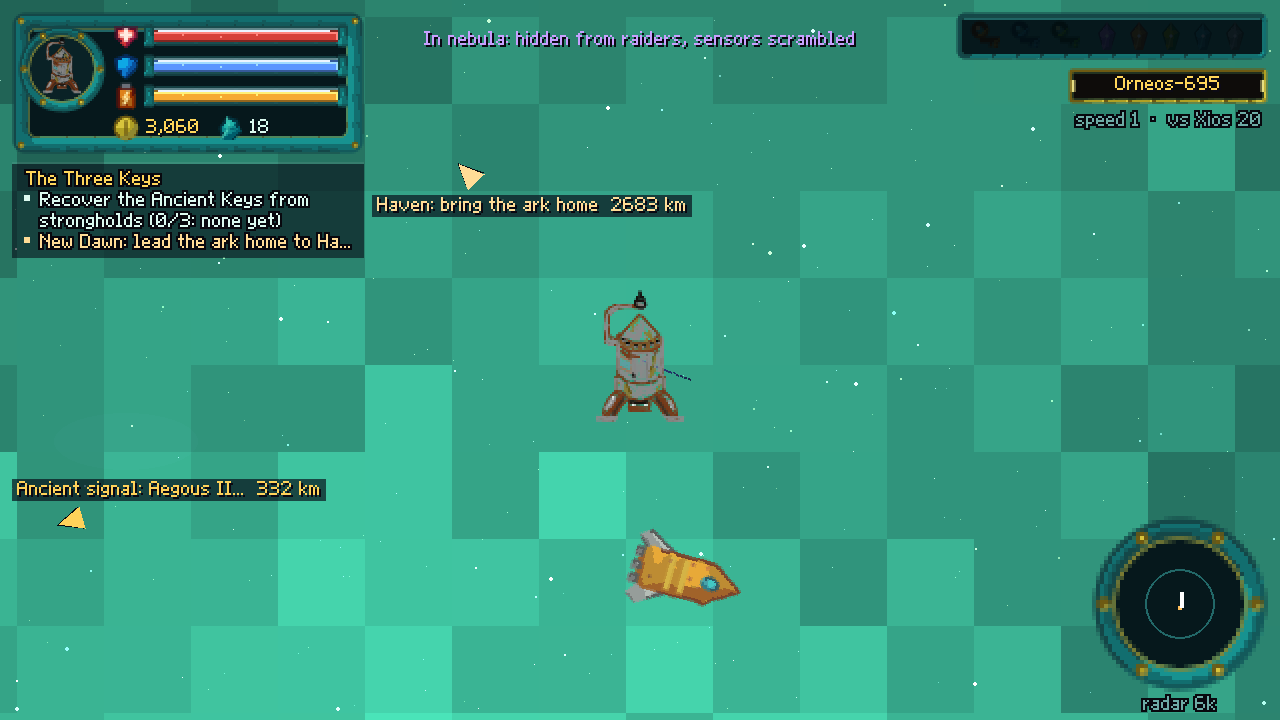 In nebula: hidden from raiders, sensors scrambled
Orneos-695
speed 1 · vs Xios 20
3,060
18
The Three Keys
Recover the Ancient Keys from
strongholds (0/3: none yet)
New Dawn: lead the ark home to Ha...
Haven: bring the ark home 2683 km
Ancient signal: Aegous II... 332 km
radar 6k